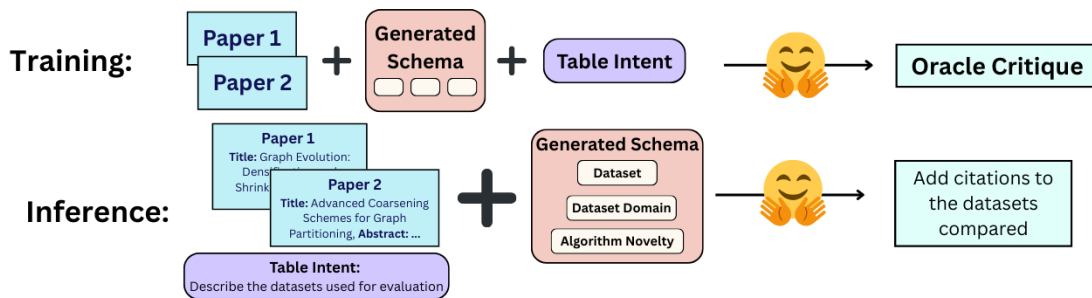 Training:
Paper 1
Paper 2
Generated
Schema
Table Intent
Oracle Critique
Inference:
Paper 1
Title: Graph Evolution:
Shrink
Paper 2
Title: Advanced Coarsening
Schemes for Graph
Partitioning, Abstract: ...
Table Intent:
Describe the datasets used for evaluation
Generated Schema
Dataset
Dataset Domain
Algorithm Novelty
Add citations to
the datasets
compared